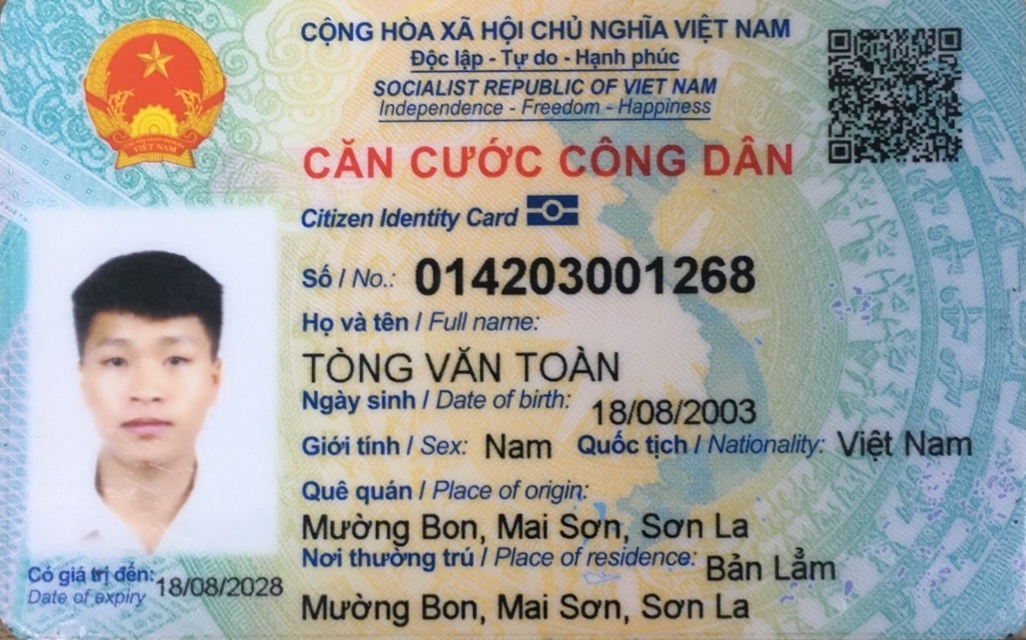 CỘNG HÒA XÃ HỘI CHỦ NGHĨA VIỆT NAM
Độc lập - Tự do - Hạnh phúc
SOCIALIST REPUBLIC OF VIET NAM
Independence - Freedom - Happiness
CĂN CƯỚC CÔNG DÂN
Citizen Identity Card
Số / No.: 014203001268
Họ và tên / Full name:
TÒNG VĂN TOÀN
Ngày sinh / Date of birth: 18/08/2003
Giới tính / Sex: Nam Quốc tịch / Nationality: Việt Nam
Quê quán / Place of origin:
Mường Bon, Mai Sơn, Sơn La
Nơi thường trú / Place of residence: Bản Lẳm
Mường Bon, Mai Sơn, Sơn La
Có giá trị đến: 18/08/2028
Date of expiry
VIỆT NAM